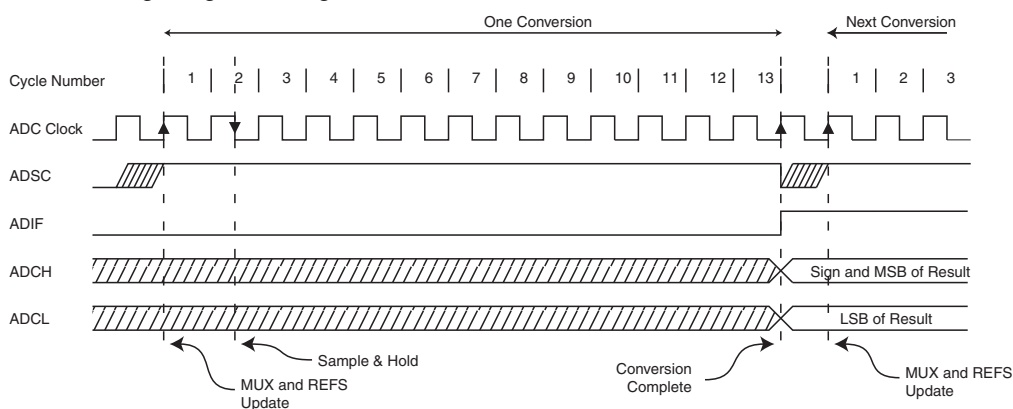 One Conversion Next Conversion
Cycle Number 1 2 3 4 5 6 7 8 9 10 11 12 13 1 2 3
ADC Clock
ADSC
ADIF
ADCH Sign and MSB of Result
ADCL LSB of Result
Sample & Hold
MUX and REFS
Update
Conversion
Complete
MUX and REFS
Update